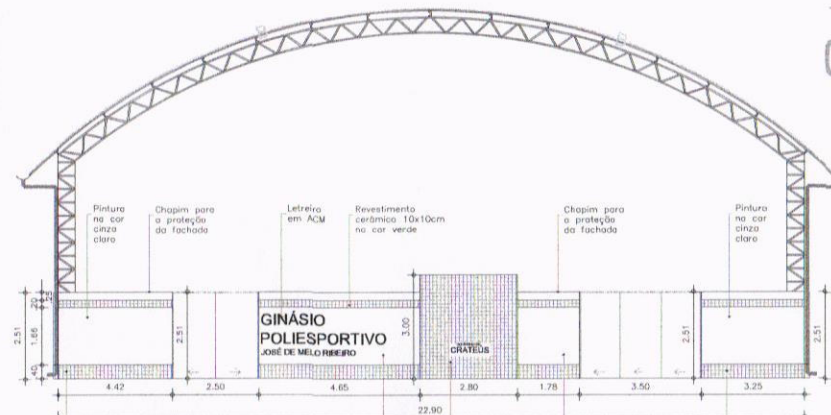 Pintura
na cor
cinza
claro
Chapim para
a proteção
da fachada
Letreiro
em ACM
Revestimento
cerâmico 10x10cm
na cor verde
Chapim para
a proteção
da fachada
Pintura
na cor
cinza
claro
2.51
.40
1.66
.20
.25
2.51
GINÁSIO
POLIESPORTIVO
JOSÉ DE MELO RIBEIRO
3.00
CRATEÚS
2.51
2.51
4.42
2.50
4.65
2.80
1.78
3.50
3.25
22.90